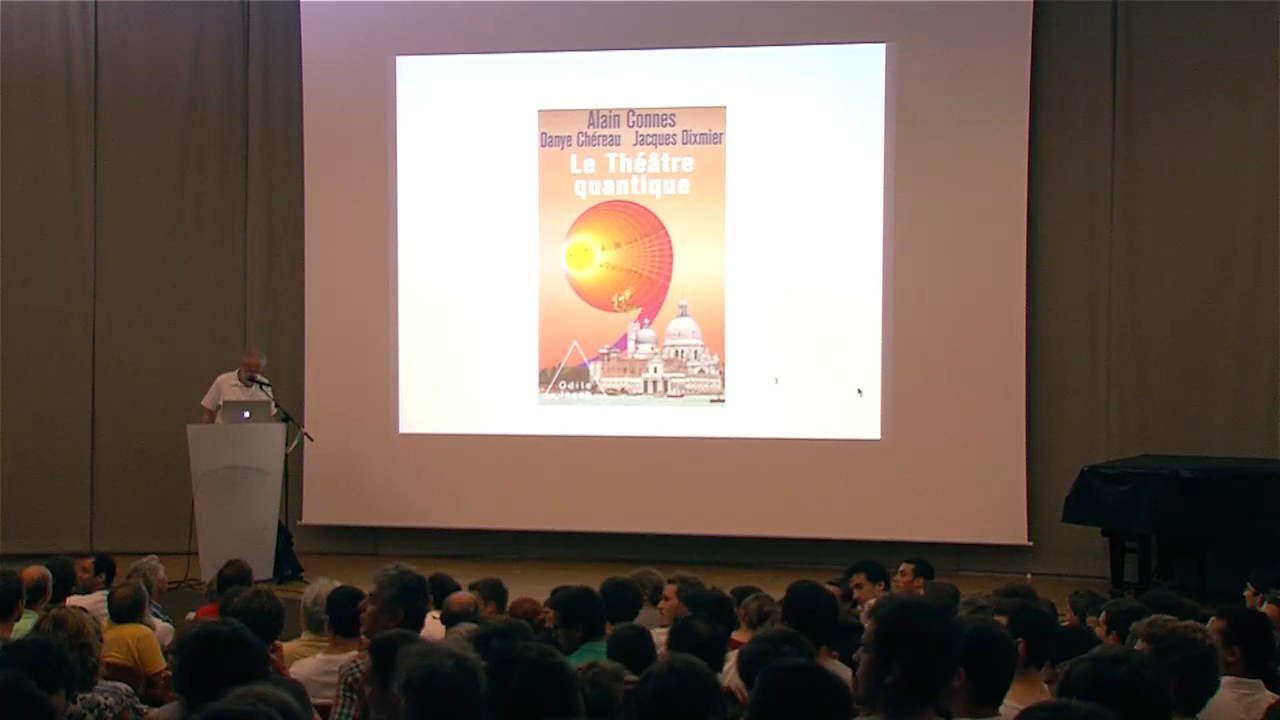 Alain Connes
Danye Chéreau Jacques Dixmier
Le Théâtre
quantique
Odile